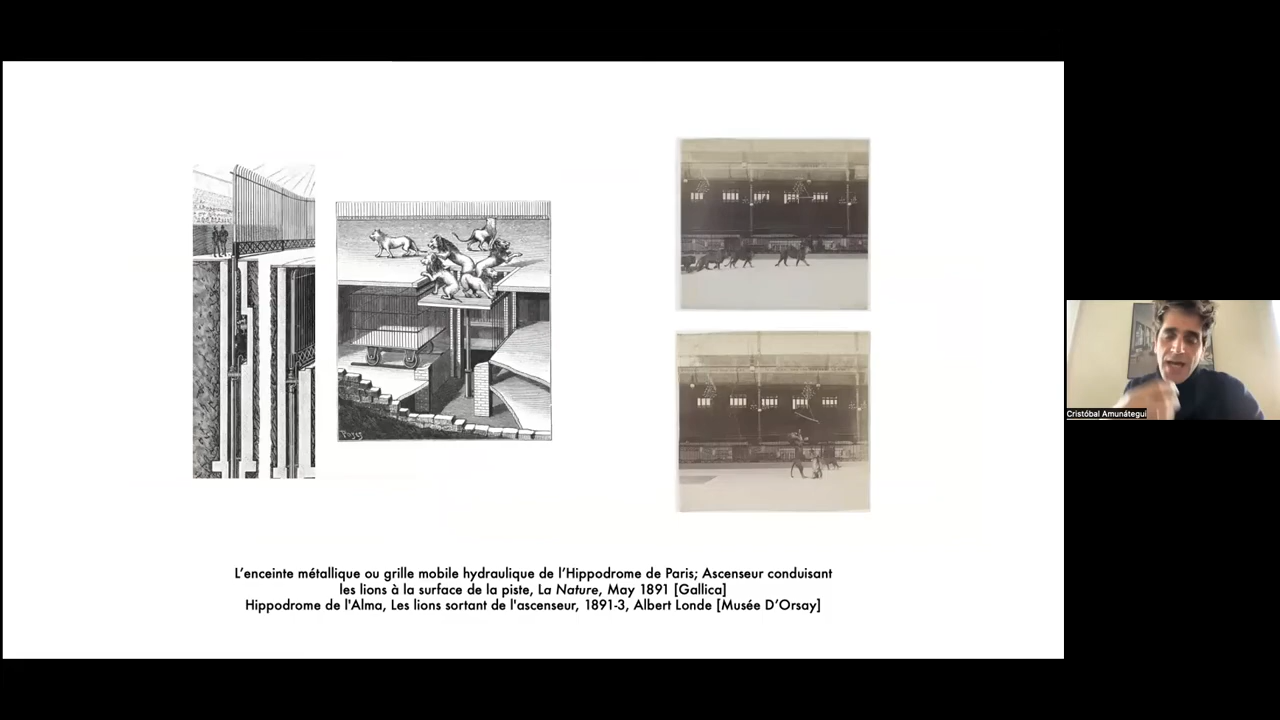 L’enceinte métallique ou grille mobile hydraulique de l’Hippodrome de Paris; Ascenseur conduisant
les lions à la surface de la piste, La Nature, May 1891 [Gallica]
Hippodrome de l'Alma, Les lions sortant de l'ascenseur, 1891-3, Albert Londe [Musée D’Orsay]
Cristóbal Amunátegui